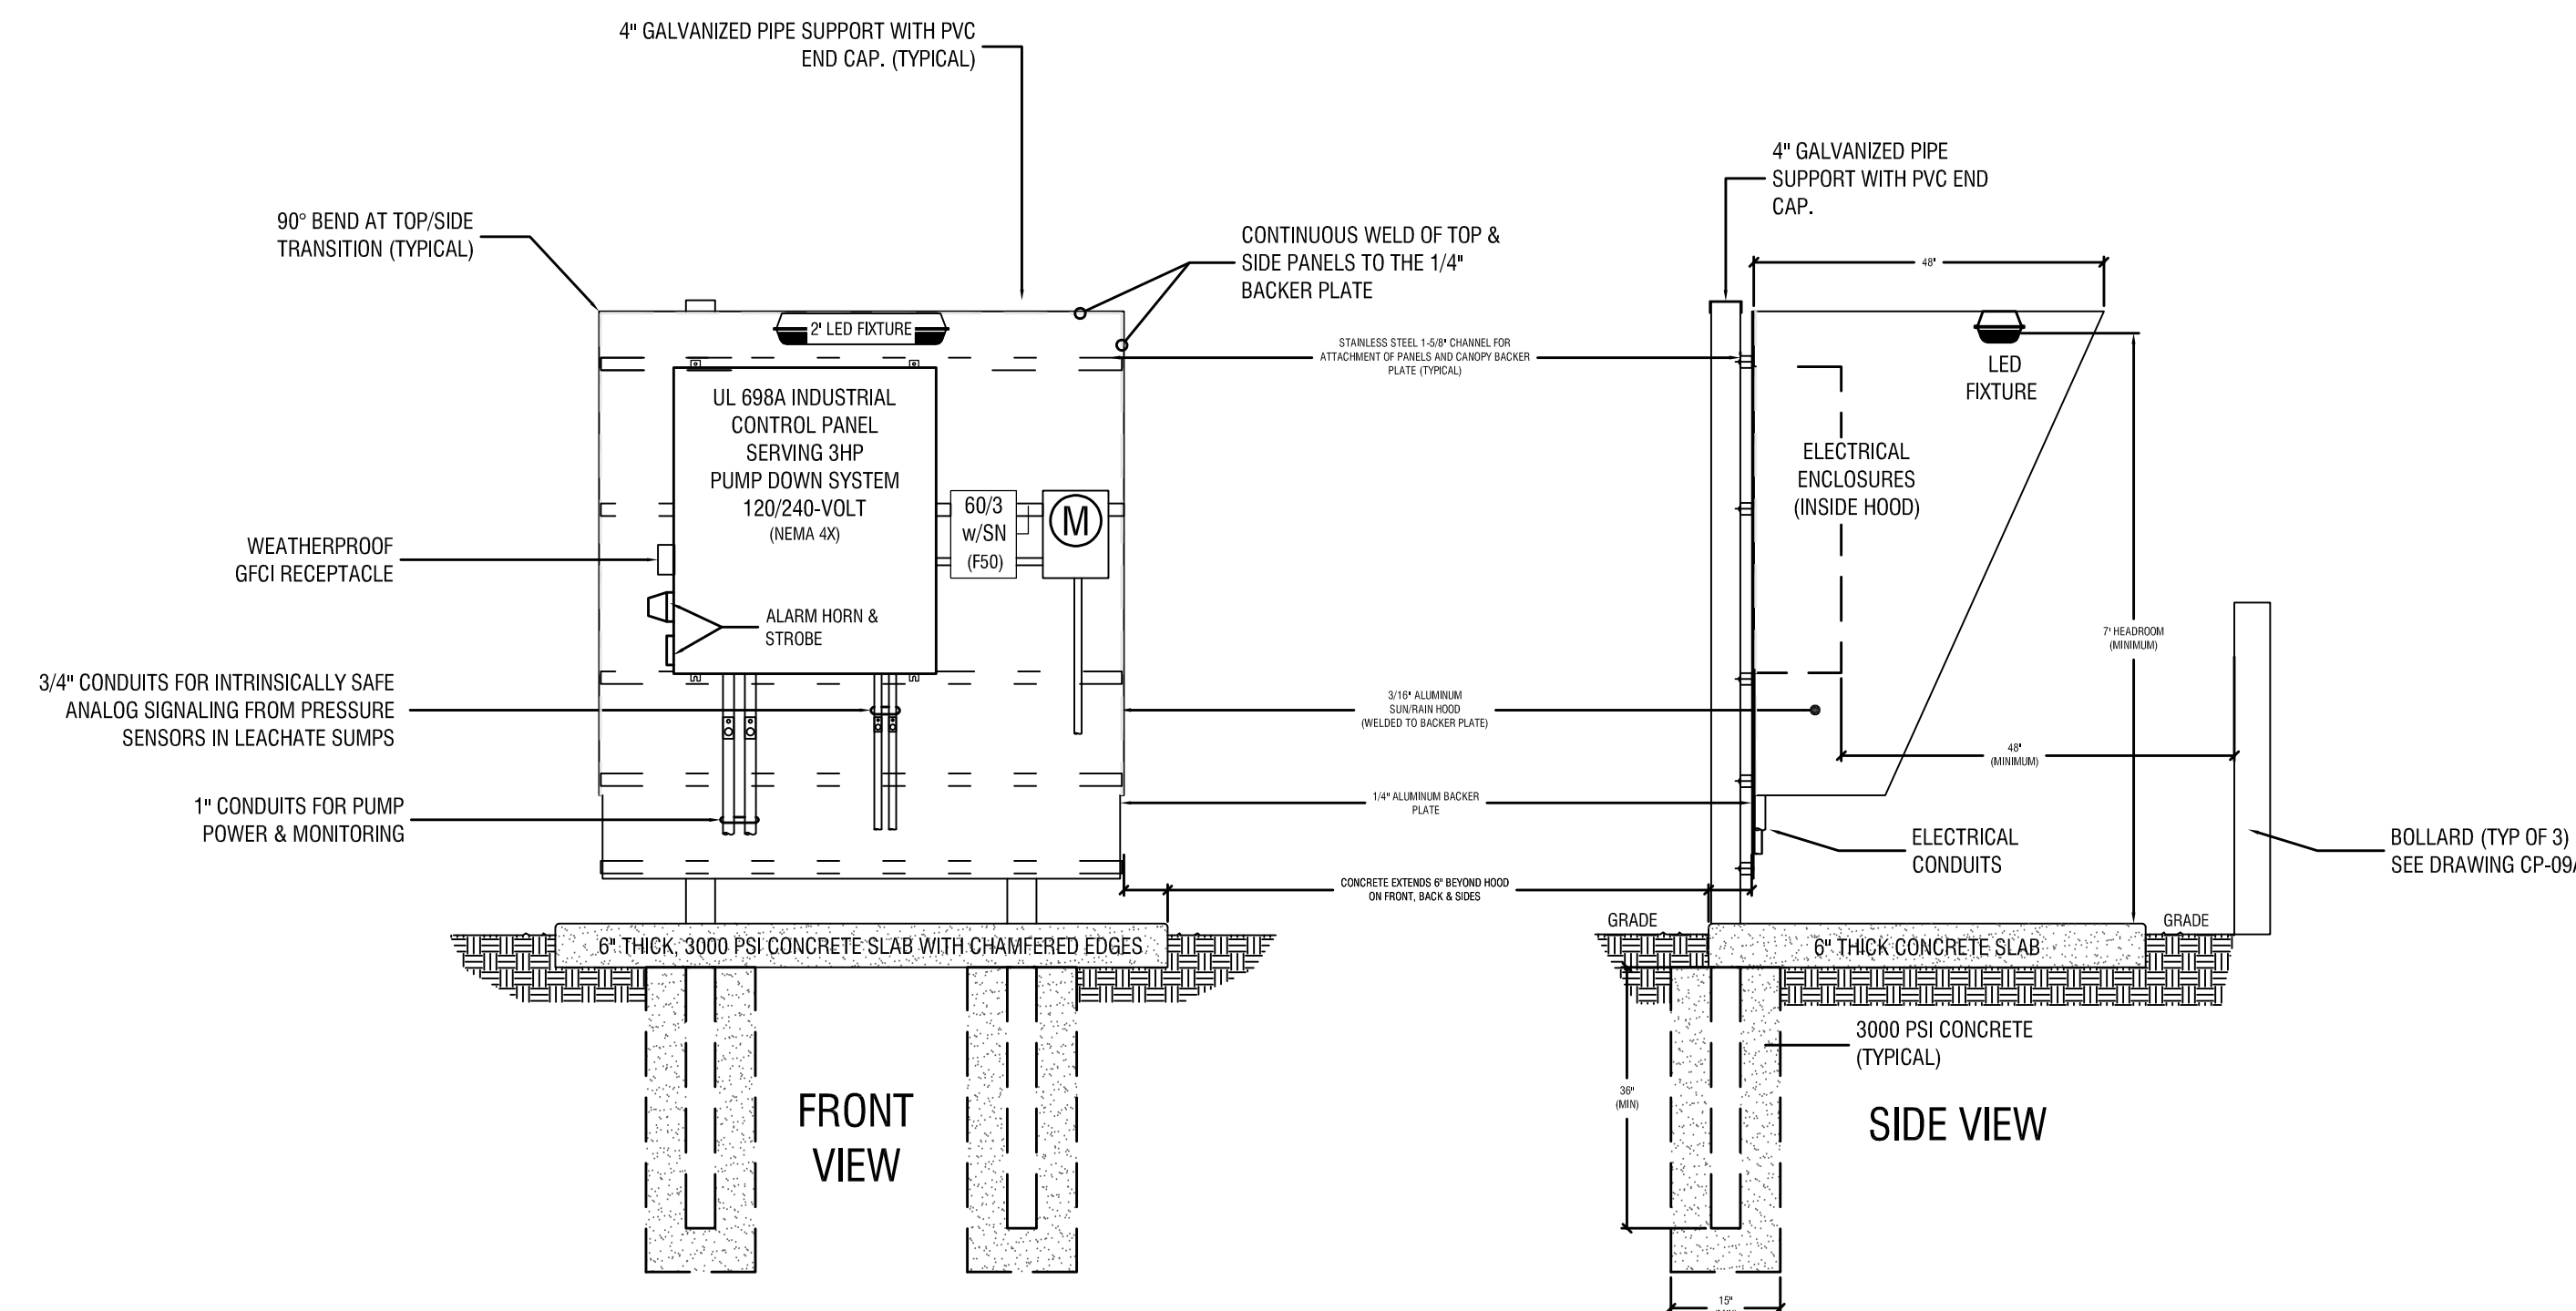 4" GALVANIZED PIPE SUPPORT WITH PVC
END CAP. (TYPICAL)
90° BEND AT TOP/SIDE
TRANSITION (TYPICAL)
CONTINUOUS WELD OF TOP &
SIDE PANELS TO THE 1/4"
BACKER PLATE
2' LED FIXTURE
UL 698A INDUSTRIAL
CONTROL PANEL
SERVING 3HP
PUMP DOWN SYSTEM
120/240-VOLT
(NEMA 4X)
60/3
w/SN
(F50)
M
WEATHERPROOF
GFCI RECEPTACLE
ALARM HORN &
STROBE
3/4" CONDUITS FOR INTRINSICALLY SAFE
ANALOG SIGNALING FROM PRESSURE
SENSORS IN LEACHATE SUMPS
1" CONDUITS FOR PUMP
POWER & MONITORING
6" THICK, 3000 PSI CONCRETE SLAB WITH CHAMFERED EDGES
FRONT
VIEW
STAINLESS STEEL 1-5/8" CHANNEL FOR
ATTACHMENT OF PANELS AND CANOPY BACKER
PLATE (TYPICAL)
3/16" ALUMINUM
SUN/RAIN HOOD
(WELDED TO BACKER PLATE)
1/4" ALUMINUM BACKER
PLATE
CONCRETE EXTENDS 6" BEYOND HOOD
ON FRONT, BACK & SIDES
4" GALVANIZED PIPE
SUPPORT WITH PVC END
CAP.
48"
LED
FIXTURE
ELECTRICAL
ENCLOSURES
(INSIDE HOOD)
7' HEADROOM
(MINIMUM)
48"
(MINIMUM)
ELECTRICAL
CONDUITS
BOLLARD (TYP OF 3)
SEE DRAWING CP-09A
GRADE
GRADE
6" THICK CONCRETE SLAB
3000 PSI CONCRETE
(TYPICAL)
36"
(MIN)
SIDE VIEW
15"